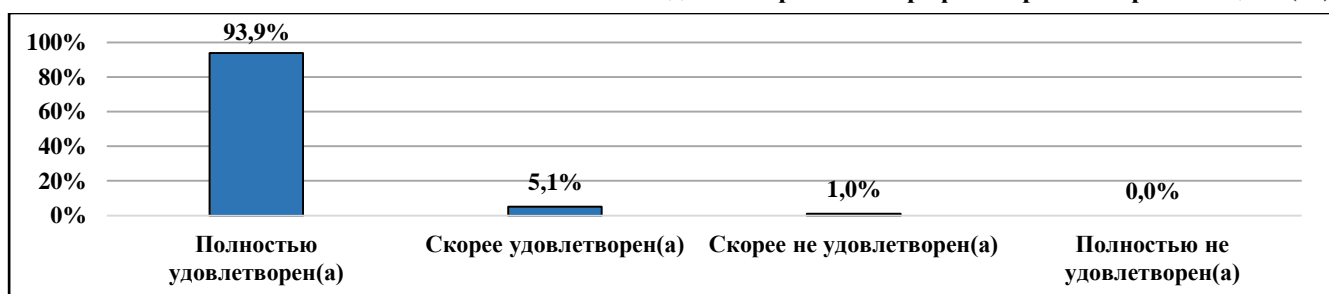 100%
80%
60%
40%
20%
0%
93,9%
5,1%
1,0%
0,0%
Полностью
удовлетворен(а)
Скорее удовлетворен(а)
Скорее не удовлетворен(а)
Полностью не
удовлетворен(а)